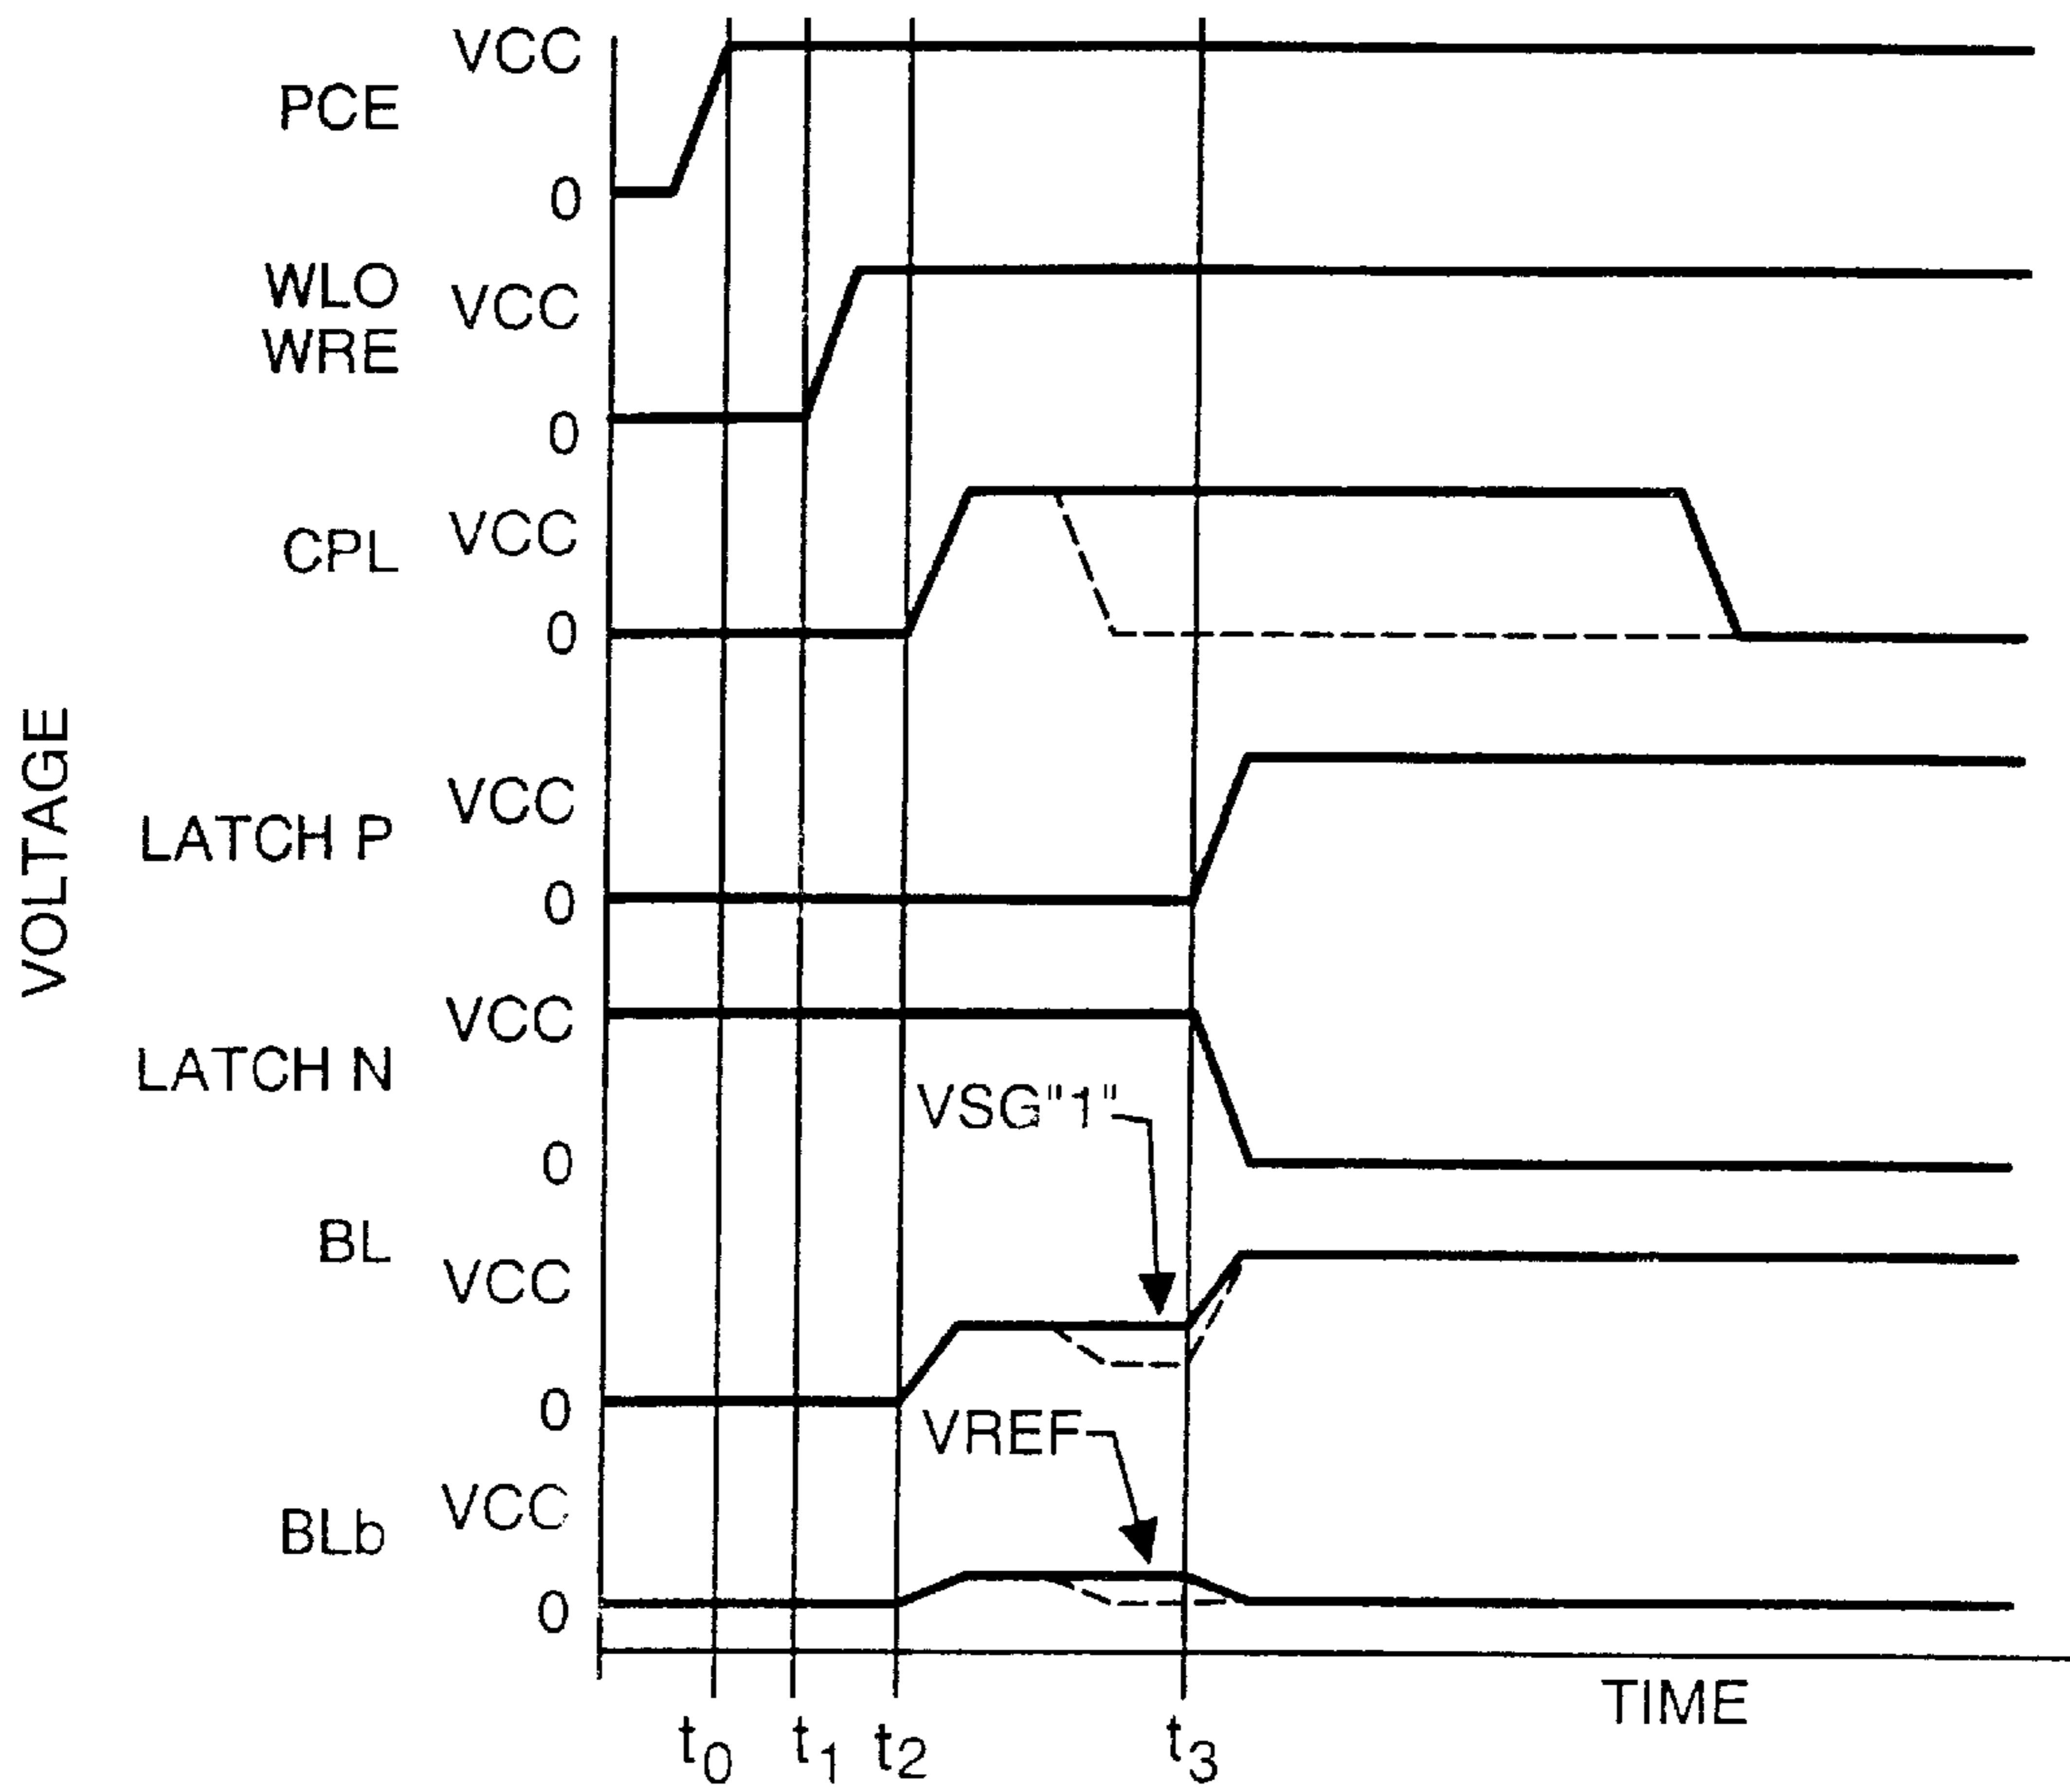 VCC
PCE
0
WLO
VCC
WRE
0
VCC
CPL
0
VOLTAGE
VCC
LATCH P
0
VCC
LATCH N
VSG"1"
0
BL
VCC
0
VREF
VCC
BLb
0
TIME
t0 t1 t2 t3